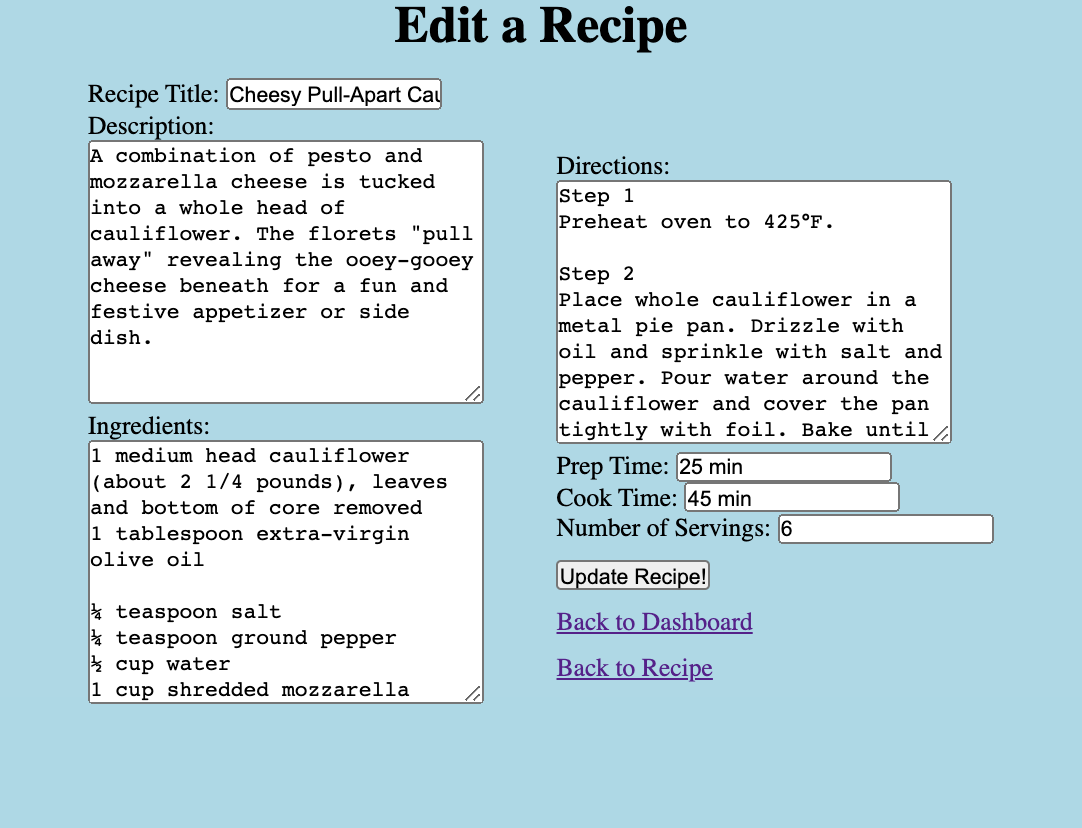 Edit a Recipe
Recipe Title: Cheesy Pull-Apart Cau
Description:
A combination of pesto and
mozzarella cheese is tucked
into a whole head of
cauliflower. The florets "pull
away" revealing the ooey-gooey
cheese beneath for a fun and
festive appetizer or side
dish.
Ingredients:
1 medium head cauliflower
(about 2 1/4 pounds), leaves
and bottom of core removed
1 tablespoon extra-virgin
olive oil
¼ teaspoon salt
¼ teaspoon ground pepper
½ cup water
1 cup shredded mozzarella
Directions:
Step 1
Preheat oven to 425°F.
Step 2
Place whole cauliflower in a
metal pie pan. Drizzle with
oil and sprinkle with salt and
pepper. Pour water around the
cauliflower and cover the pan
tightly with foil. Bake until
Prep Time: 25 min
Cook Time: 45 min
Number of Servings: 6
Update Recipe!
Back to Dashboard
Back to Recipe